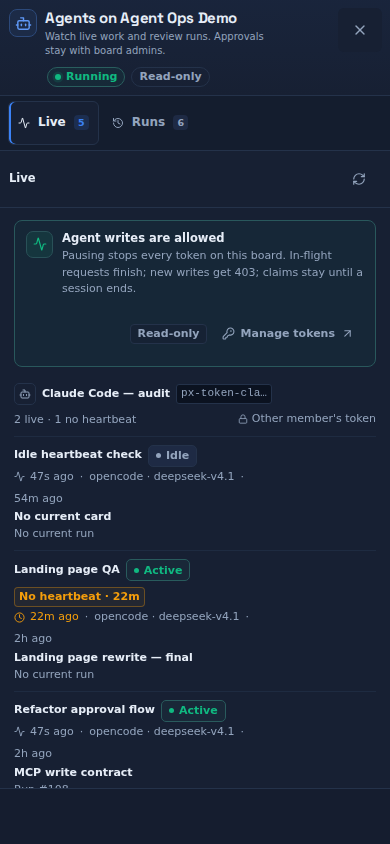 Agents on Agent Ops Demo
Watch live work and review runs. Approvals
stay with board admins.
Running Read-only
Live 5 Runs 6
Live
Agent writes are allowed
Pausing stops every token on this board. In-flight
requests finish; new writes get 403; claims stay until a
session ends.
Read-only Manage tokens
Claude Code — audit px-token-cla…
2 live · 1 no heartbeat Other member's token
Idle heartbeat check Idle
47s ago · opencode · deepseek-v4.1 ·
54m ago
No current card
No current run
Landing page QA Active
No heartbeat · 22m
22m ago · opencode · deepseek-v4.1 ·
2h ago
Landing page rewrite — final
No current run
Refactor approval flow Active
47s ago · opencode · deepseek-v4.1 ·
2h ago
MCP write contract